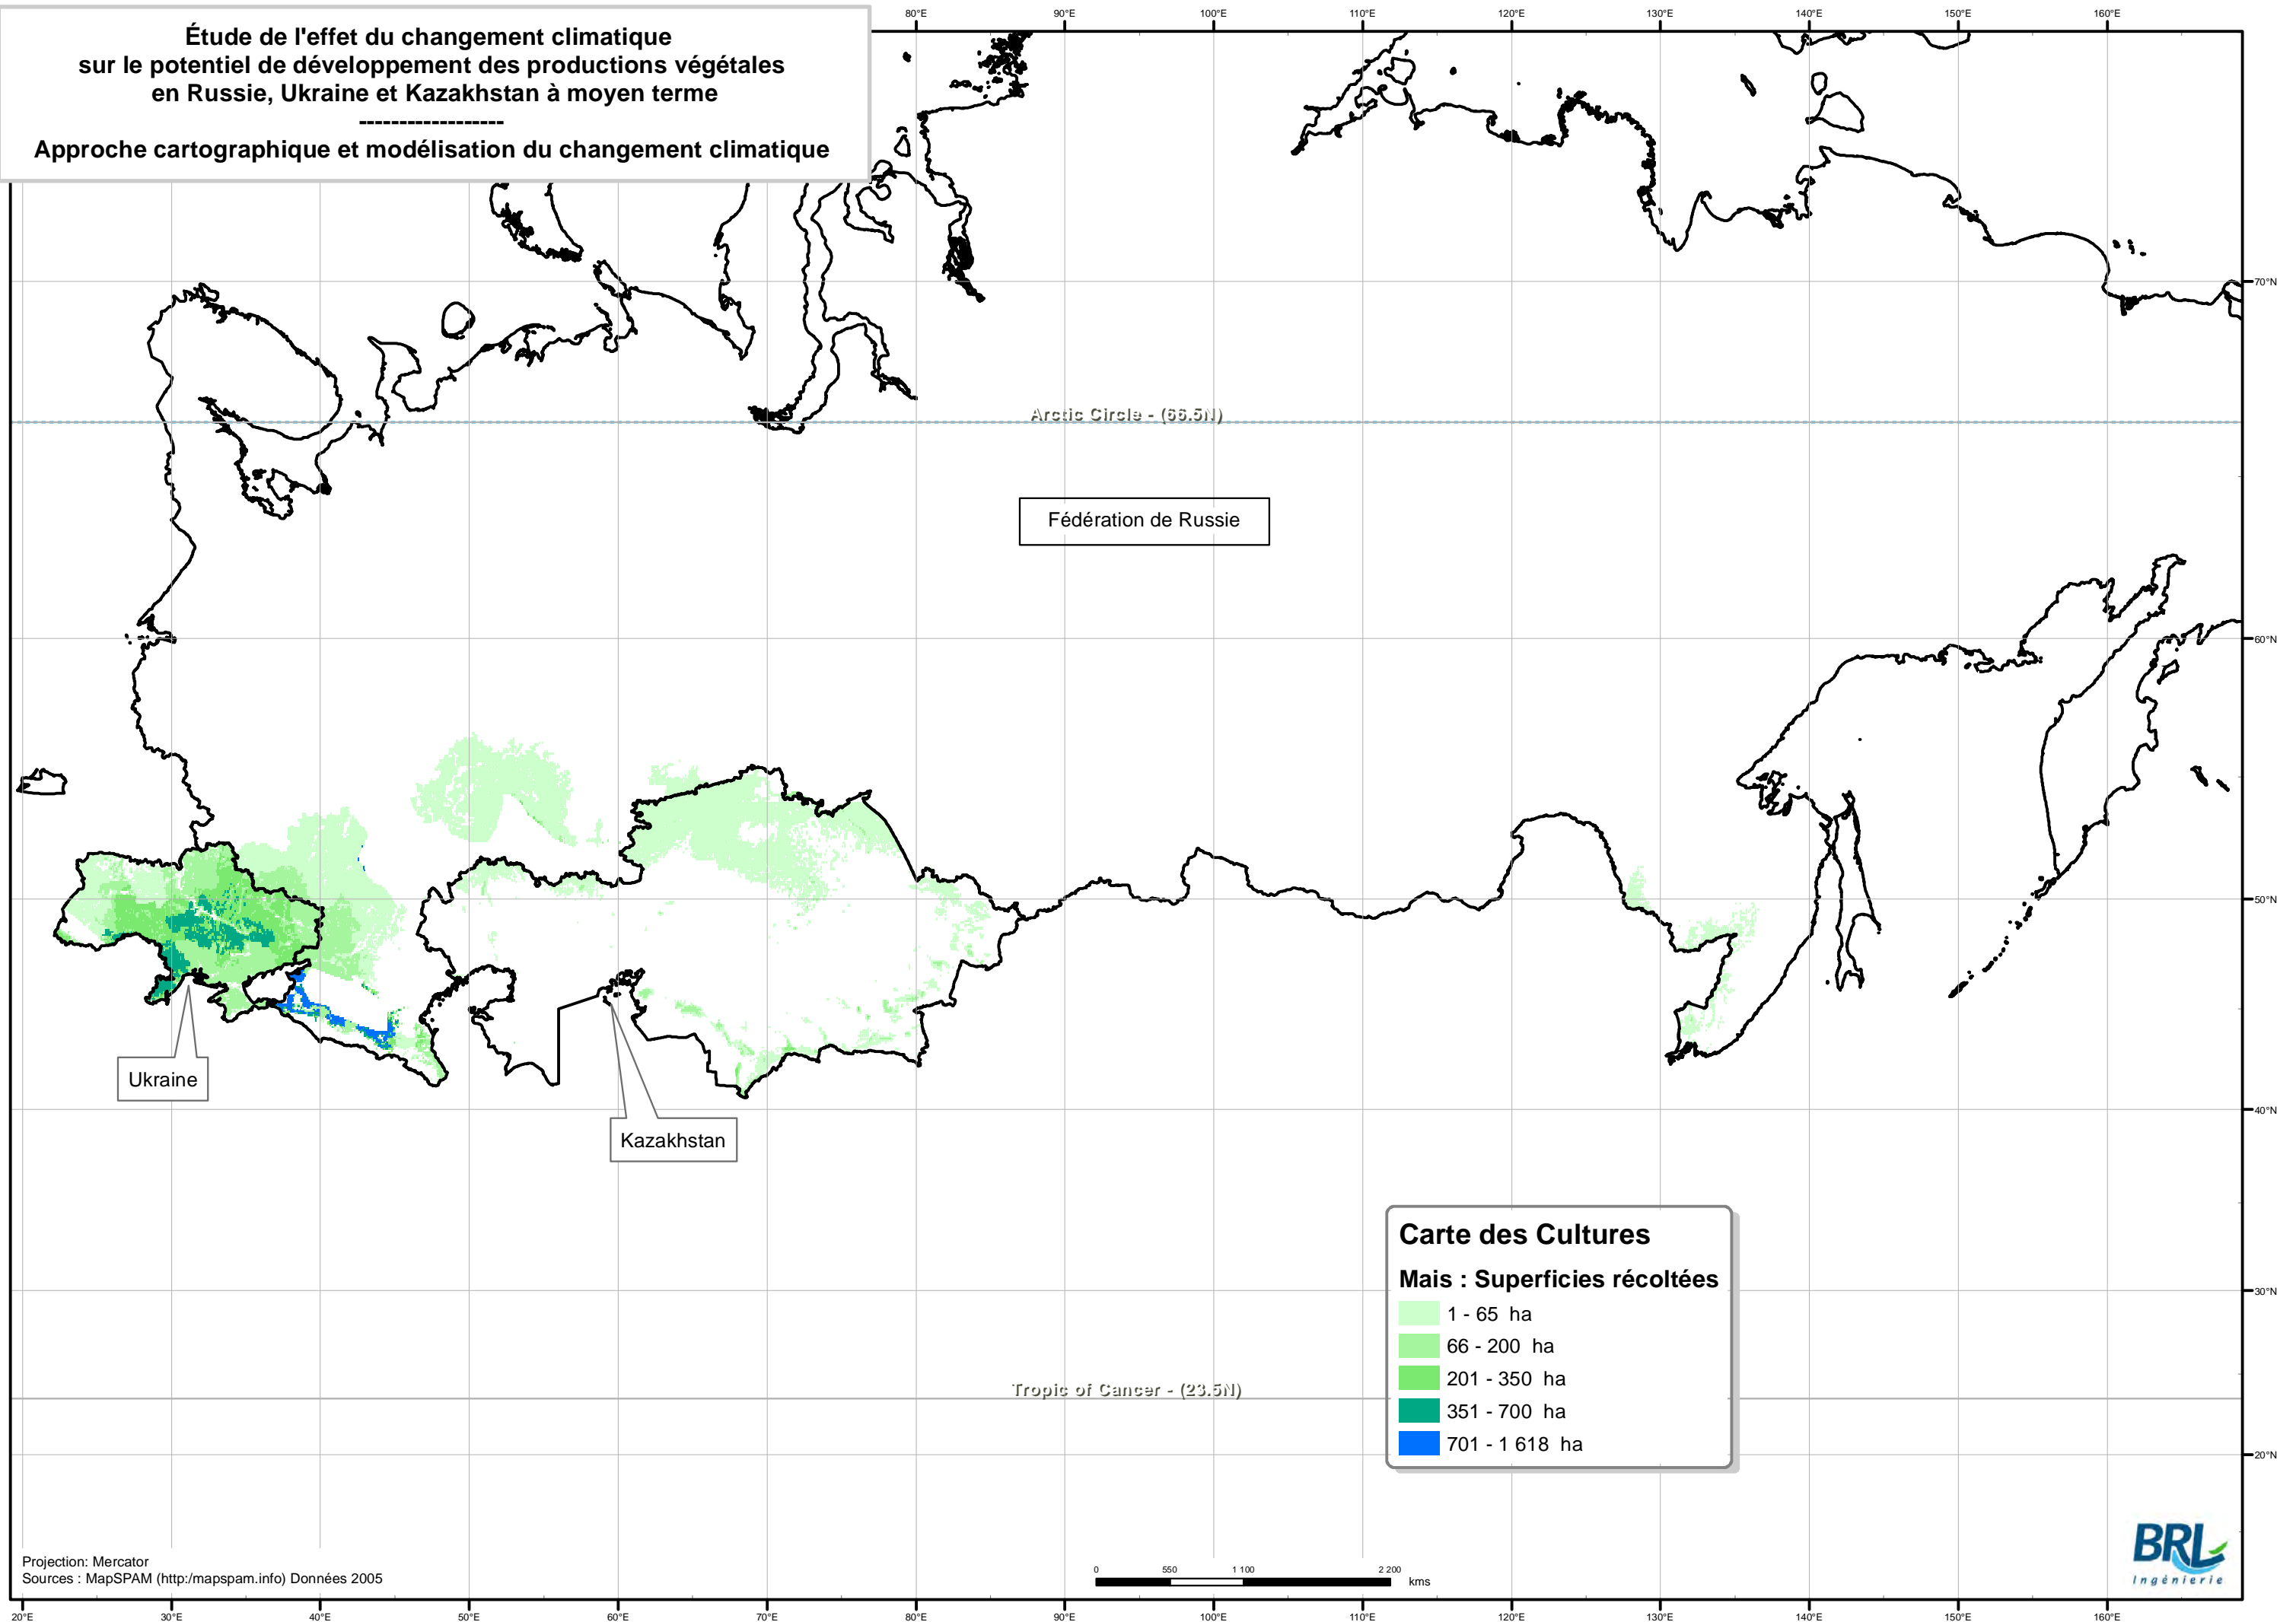 Étude de l'effet du changement climatique
sur le potentiel de développement des productions végétales
en Russie, Ukraine et Kazakhstan à moyen terme
------------------
Approche cartographique et modélisation du changement climatique
80°E 90°E 100°E 110°E 120°E 130°E 140°E 150°E 160°E
70°N
Arctic Circle - (66.5N)
Fédération de Russie
60°N
50°N
Ukraine
40°N
Kazakhstan
Carte des Cultures
Mais : Superficies récoltées
1 - 65 ha
66 - 200 ha
201 - 350 ha
351 - 700 ha
701 - 1 618 ha
30°N
Tropic of Cancer - (23.5N)
20°N
BRL
Ingénierie
Projection: Mercator
Sources : MapSPAM (http:/mapspam.info) Données 2005
0 550 1 100 2 200
kms
20°E 30°E 40°E 50°E 60°E 70°E 80°E 90°E 100°E 110°E 120°E 130°E 140°E 150°E 160°E